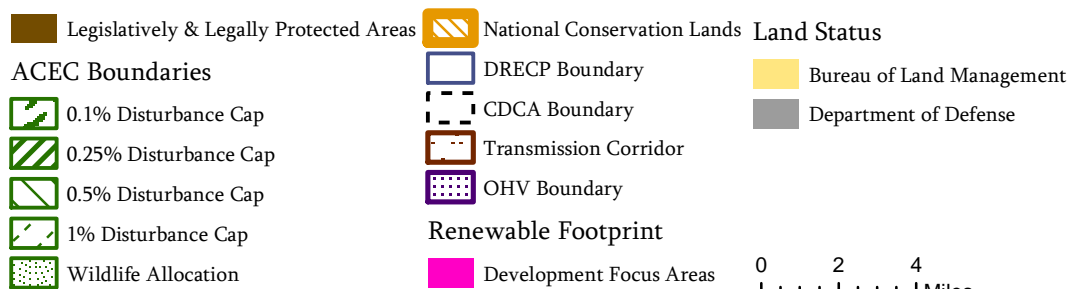 Legislatively & Legally Protected Areas
ACEC Boundaries
0.1% Disturbance Cap
0.25% Disturbance Cap
0.5% Disturbance Cap
1% Disturbance Cap
Wildlife Allocation
National Conservation Lands
DRECP Boundary
CDCA Boundary
Transmission Corridor
OHV Boundary
Renewable Footprint
Development Focus Areas
Land Status
Bureau of Land Management
Department of Defense
0 2 4
Miles